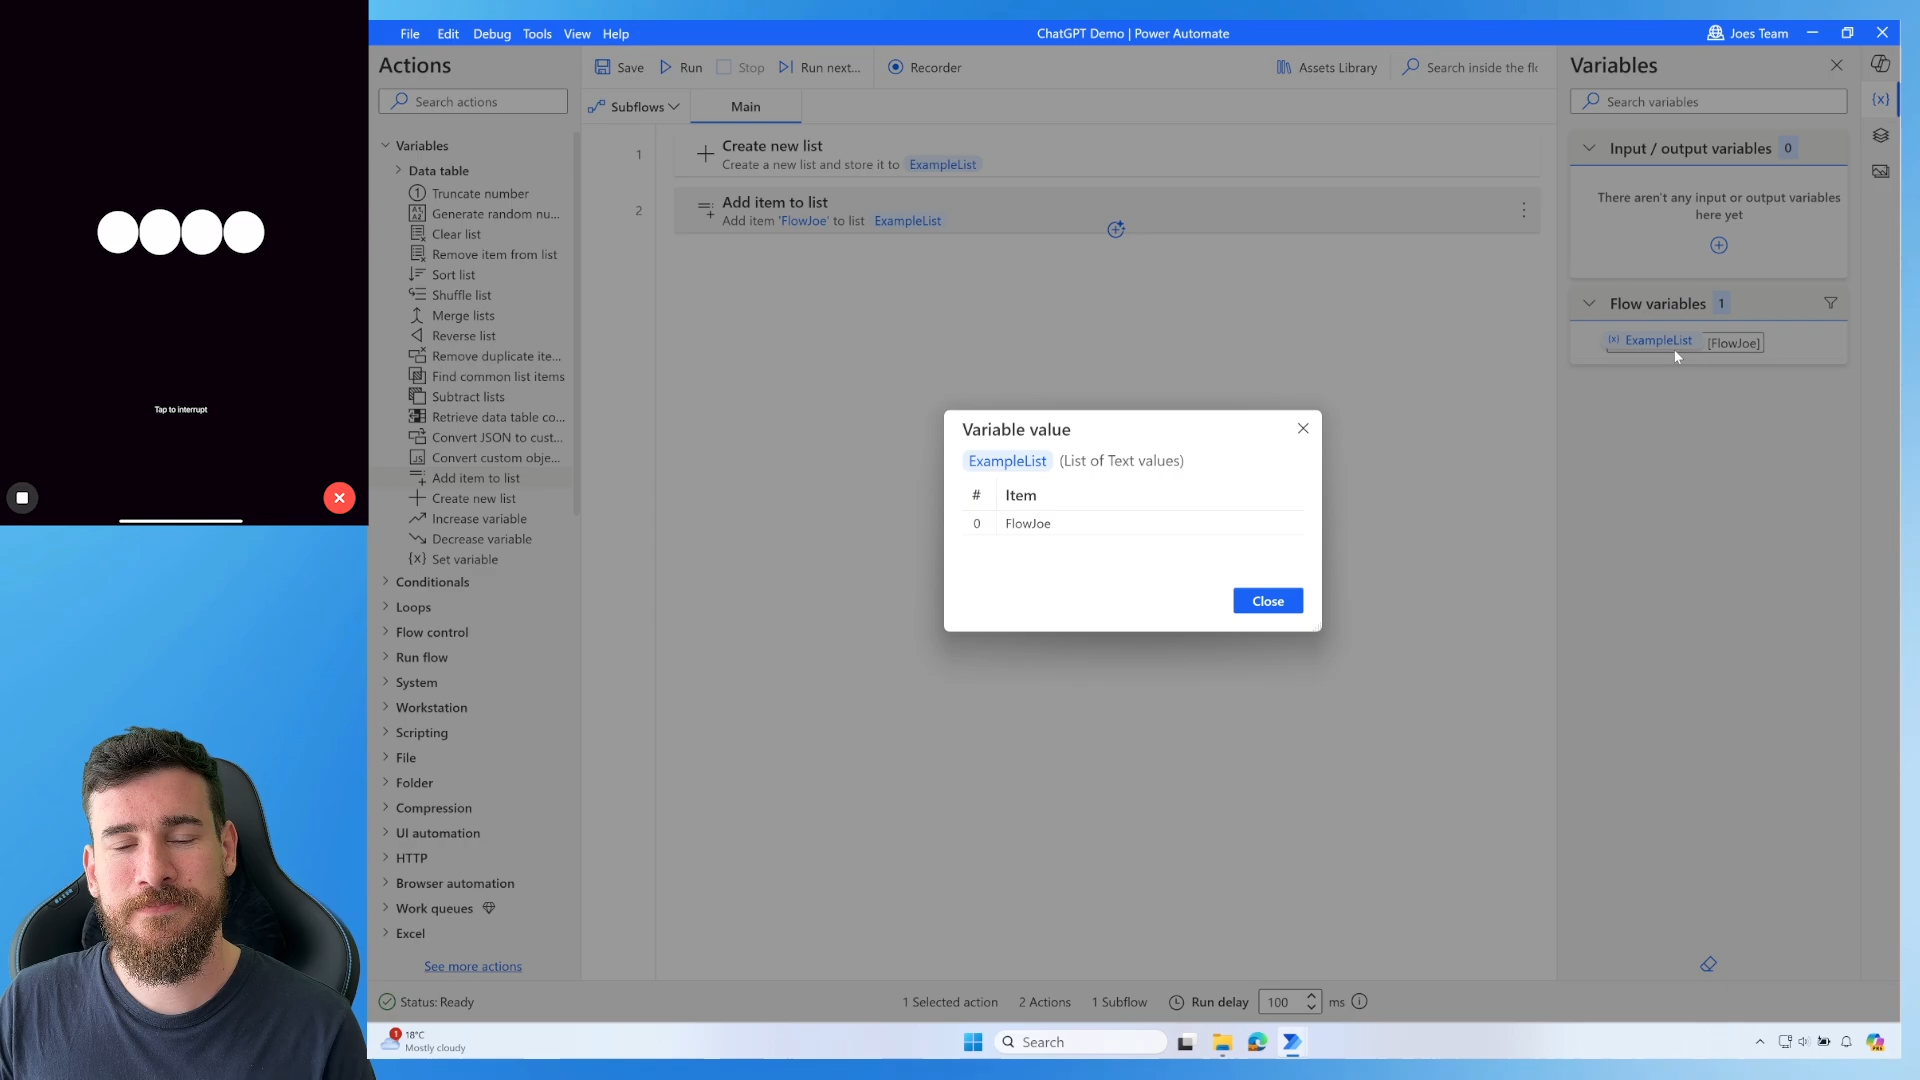 Tap to interrupt
File Edit Debug Tools View Help
ChatGPT Demo | Power Automate
Joes Team
Actions
Search actions
Variables
Data table
Truncate number
Generate random nu...
Clear list
Remove item from list
Sort list
Shuffle list
Merge lists
Reverse list
Remove duplicate ite...
Find common list items
Subtract lists
Retrieve data table co...
Convert JSON to cust...
Convert custom obje...
Add item to list
Create new list
Increase variable
Decrease variable
{x} Set variable
Conditionals
Loops
Flow control
Run flow
System
Workstation
Scripting
File
Folder
Compression
UI automation
HTTP
Browser automation
Work queues
Excel
See more actions
Save Run Stop Run next... Recorder
Assets Library Search inside the flo
Subflows Main
1 Create new list
Create a new list and store it to ExampleList
2 Add item to list
Add item 'FlowJoe' to list ExampleList
Variable value
ExampleList (List of Text values)
# Item
0 FlowJoe
Close
Variables
{x}
Search variables
Input / output variables 0
There aren't any input or output variables
here yet
Flow variables 1
(x) ExampleList [FlowJoe]
Status: Ready
1 Selected action 2 Actions 1 Subflow Run delay 100 ms
1
18°C
Mostly cloudy
Search